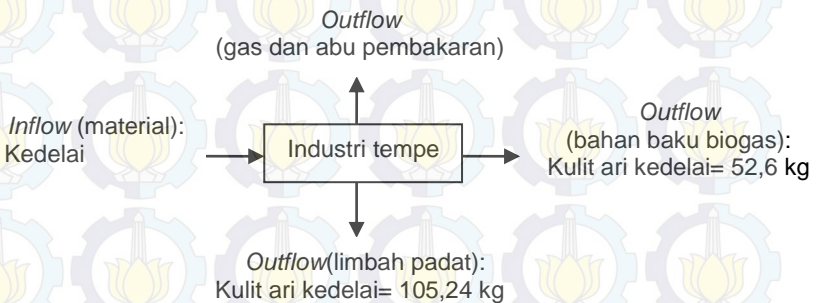 Outflow
(gas dan abu pembakaran)
Inflow (material):
Kedelai
Industri tempe
Outflow
(bahan baku biogas):
Kulit ari kedelai= 52,6 kg
Outflow(limbah padat):
Kulit ari kedelai= 105,24 kg